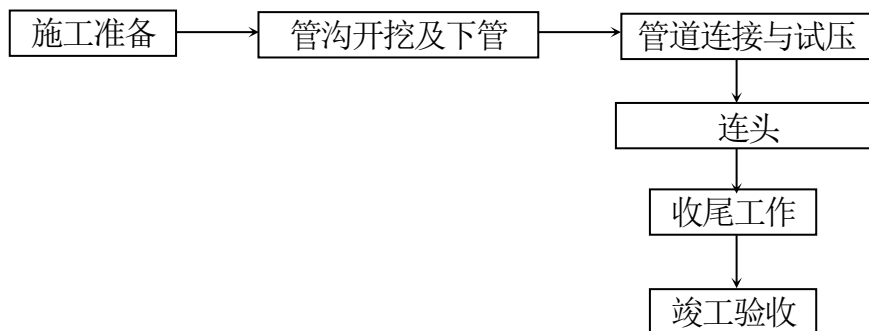 施工准备
管沟开挖及下管
管道连接与试压
连头
收尾工作
竣工验收